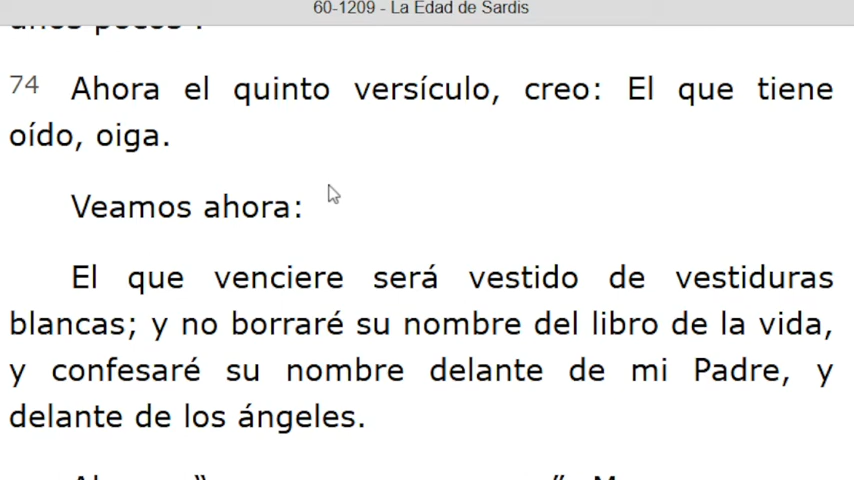 60-1209 - La Edad de Sardis
74 Ahora el quinto versículo, creo: El que tiene
oído, oiga.
Veamos ahora:
El que venciere será vestido de vestiduras
blancas; y no borraré su nombre del libro de la vida,
y confesaré su nombre delante de mi Padre, y
delante de los ángeles.